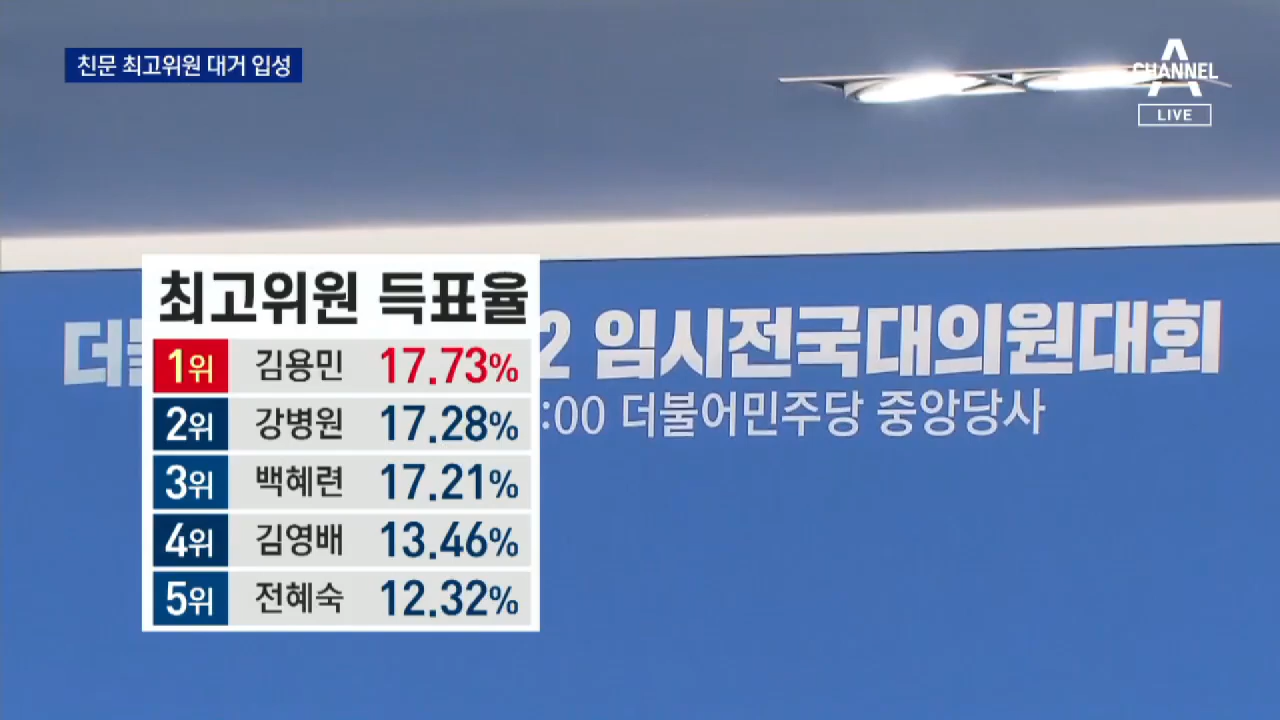 친문 최고위원 대거 입성
CHANNEL A
LIVE
최고위원 득표율
1위 김용민 17.73%
2위 강병원 17.28%
3위 백혜련 17.21%
4위 김영배 13.46%
5위 전혜숙 12.32%
2 임시전국대의원대회
:00 더불어민주당 중앙당사